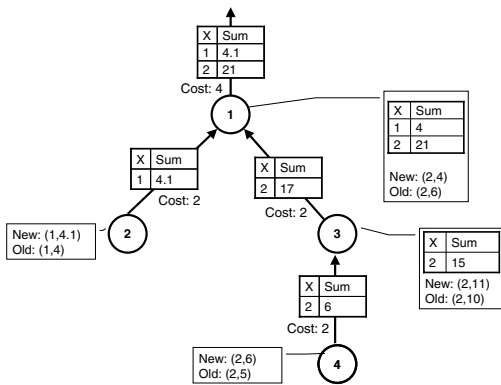 X Sum
1 4.1
2 21
Cost: 4
1
X Sum
1 4
2 21
New: (2,4)
Old: (2,6)
X Sum
1 4.1
Cost: 2
X Sum
2 17
Cost: 2
New: (1,4.1)
Old: (1,4)
2
3
X Sum
2 15
New: (2,11)
Old: (2,10)
X Sum
2 6
Cost: 2
New: (2,6)
Old: (2,5)
4